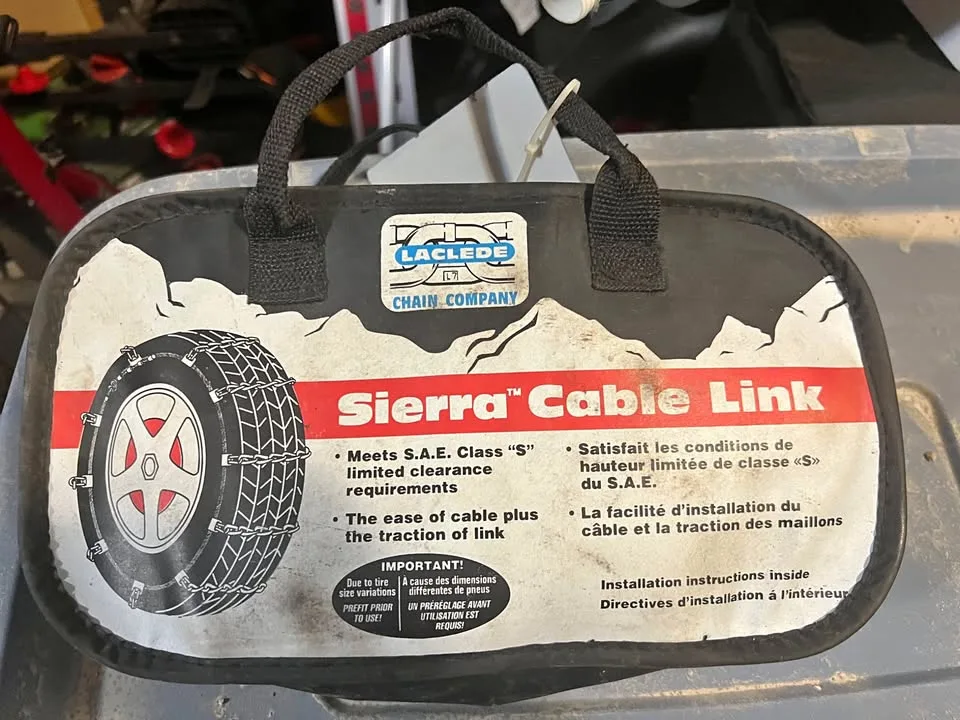 LACLEDE
CHAIN COMPANY
Sierra™ Cable Link
• Meets S.A.E. Class “S”
limited clearance
requirements
• The ease of cable plus
the traction of link
• Satisfait les conditions de
hauteur limitée de classe «S»
du S.A.E.
• La facilité d'installation du
câble et la traction des maillons
IMPORTANT!
Due to tire
size variations
PREFIT PRIOR
TO USE!
À cause des dimensions
différentes de pneus
UN PRÉRÉGLAGE AVANT
UTILISATION EST
REQUIS!
Installation instructions inside
Directives d'installation á l'intérieur